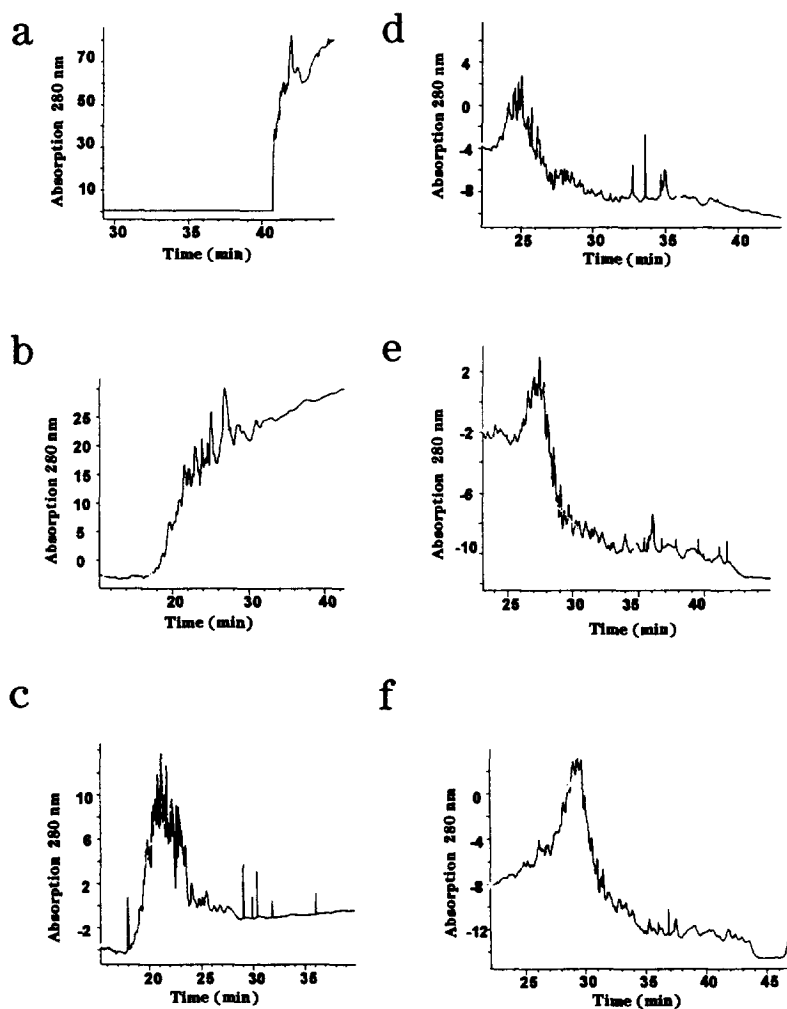 a
Absorption 280 nm
70
50
30
10
30 35 40
Time (min)
b
Absorption 280 nm
25
20
15
10
5
0
20 30 40
Time (min)
c
Absorption 280 nm
10
6
2
-2
20 25 30 35
Time (min)
d
Absorption 280 nm
4
0
-4
-8
25 30 35 40
Time (min)
e
Absorption 280 nm
2
-2
-6
-10
25 30 35 40
Time (min)
f
Absorption 280 nm
0
-4
-8
-12
25 30 35 40 45
Time (min)